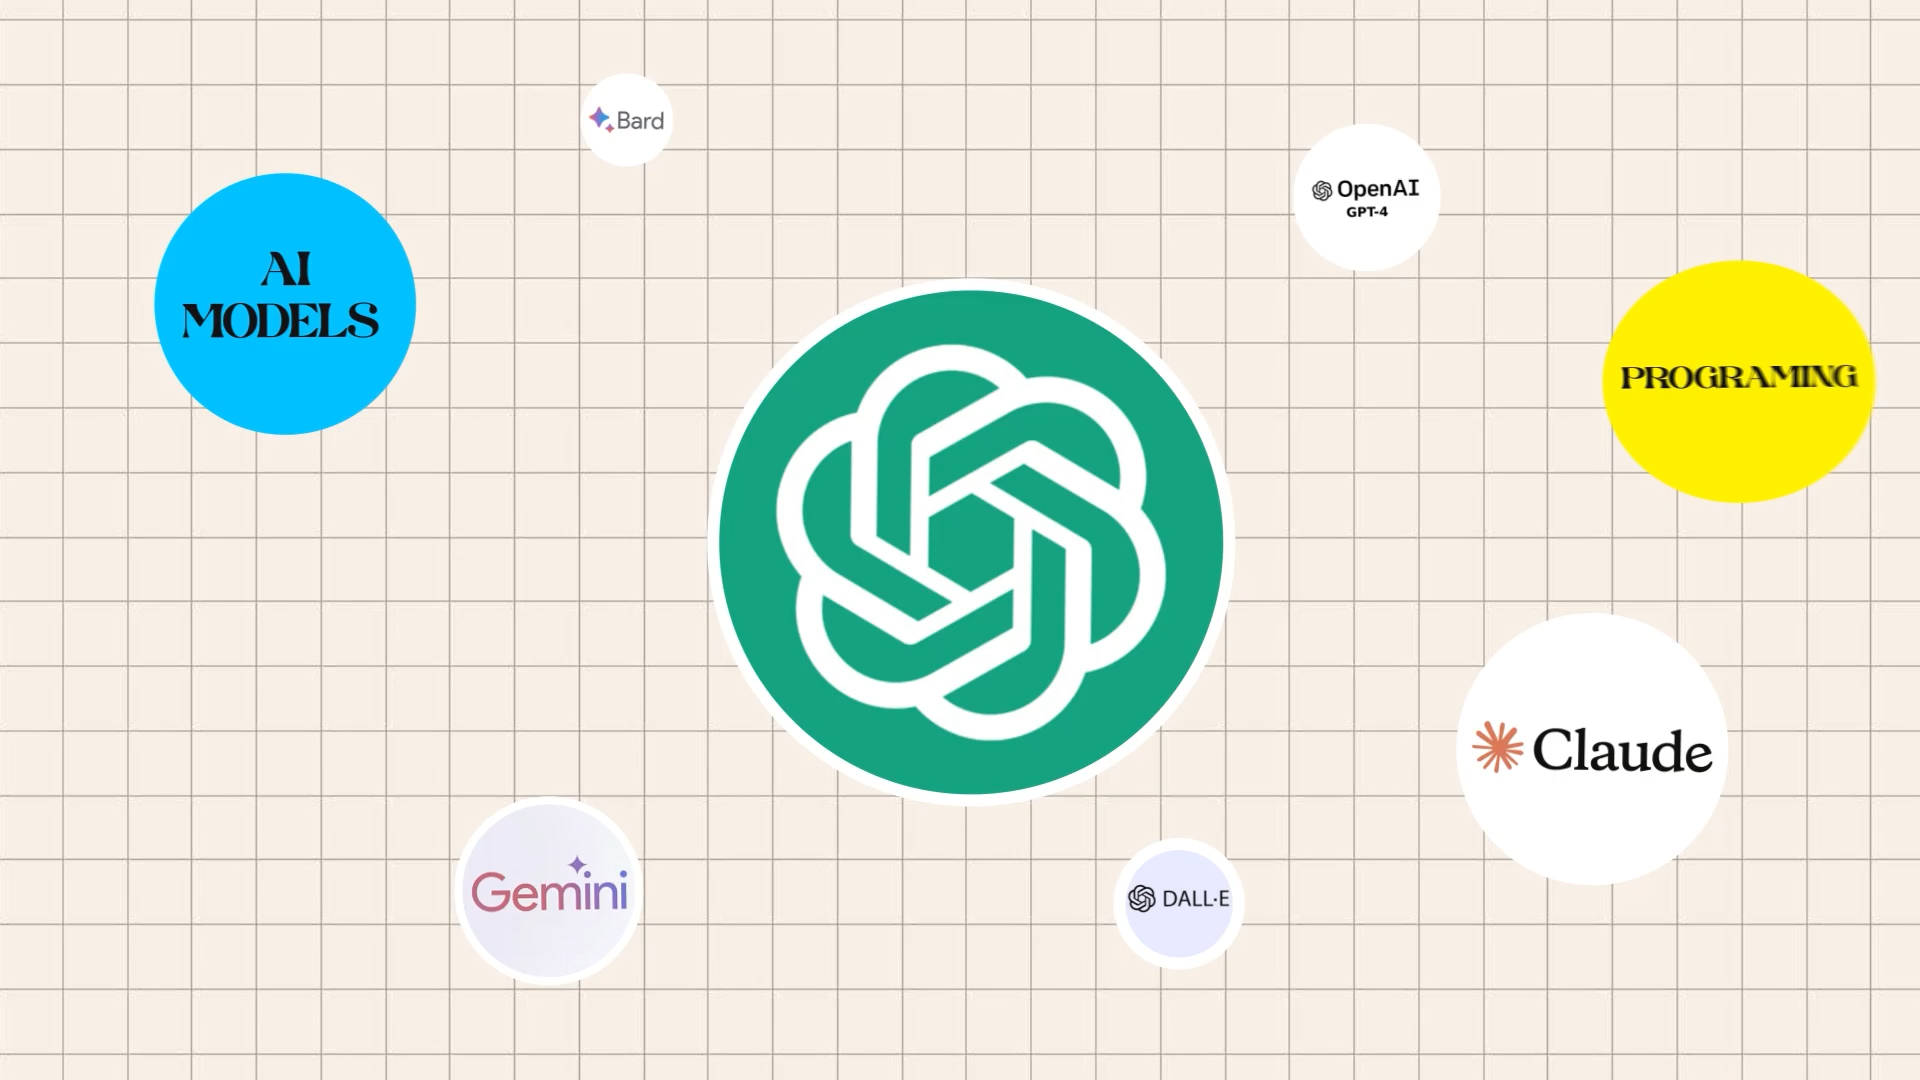 Bard
OpenAI
GPT-4
AI
MODELS
PROGRAMING
Claude
Gemini
DALL·E